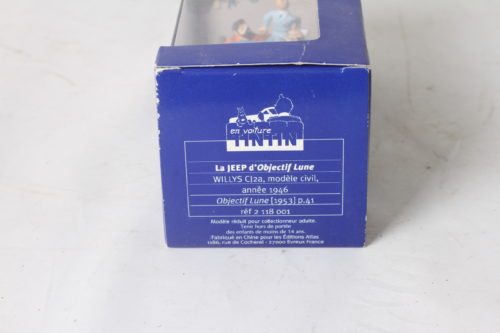 en voiture
TINTIN
La JEEP d'Objectif Lune
WILLYS CJ2a, modèle civil,
année 1946
Objectif Lune [1953] p.41
réf 2 118 001
Modèle réduit pour collectionneur adulte.
Tenir hors de portée
des enfants de moins de 14 ans.
Fabriqué en Chine pour les Éditions Atlas
1186, rue de Cocherel - 27000 Evreux France